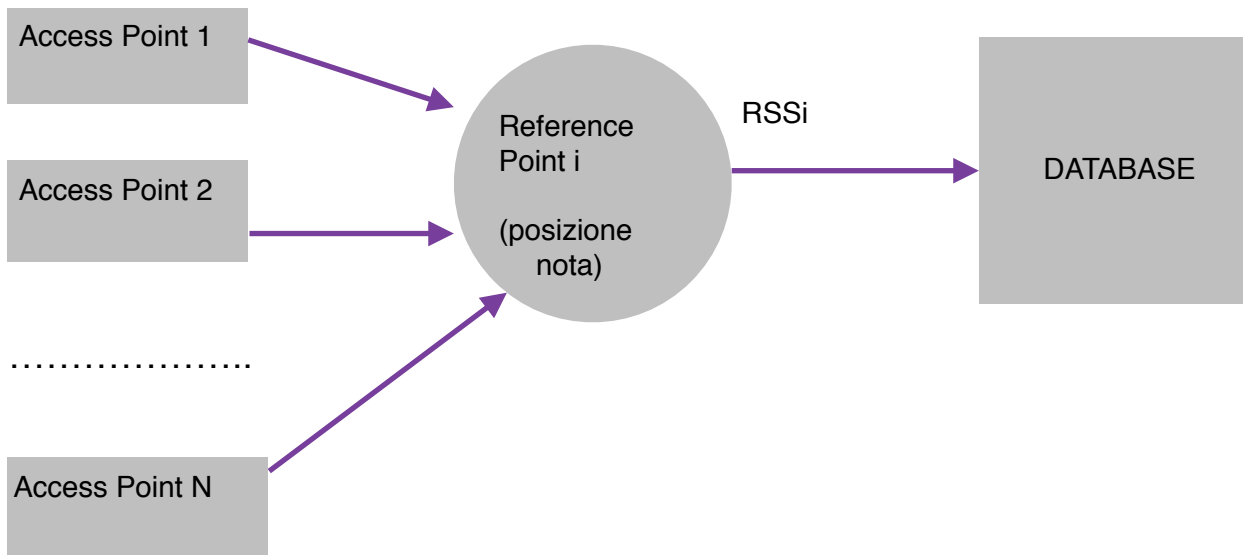 Access Point 1
Access Point 2
....................
Access Point N
Reference
Point i
(posizione
nota)
RSSi
DATABASE